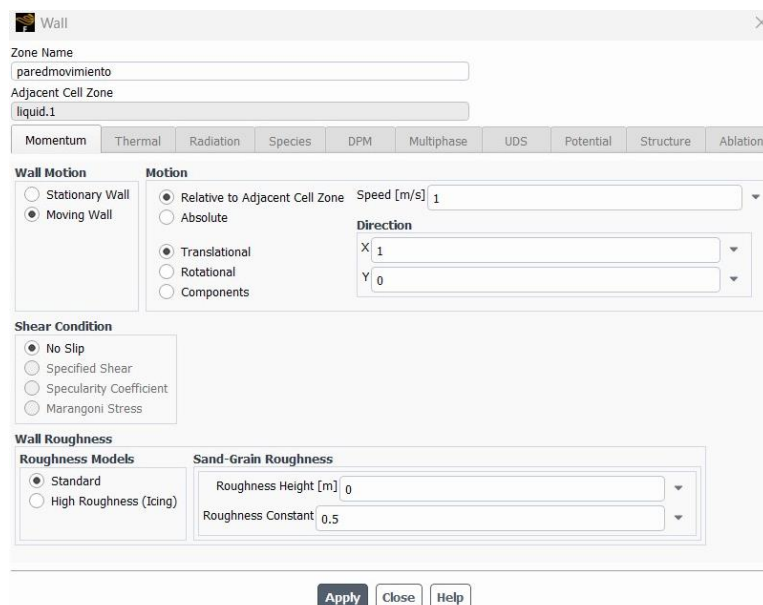 Wall
Zone Name
paredmovimiento
Adjacent Cell Zone
liquid.1
Momentum Thermal Radiation Species DPM Multiphase UDS Potential Structure Ablation
Wall Motion Motion
Stationary Wall Relative to Adjacent Cell Zone Speed [m/s] 1
Moving Wall Absolute
Direction
X 1
Translational
Rotational
Y 0
Components
Shear Condition
No Slip
Specified Shear
Specularity Coefficient
Marangoni Stress
Wall Roughness
Roughness Models Sand-Grain Roughness
Standard Roughness Height [m] 0
High Roughness (Icing)
Roughness Constant 0.5
Apply Close Help